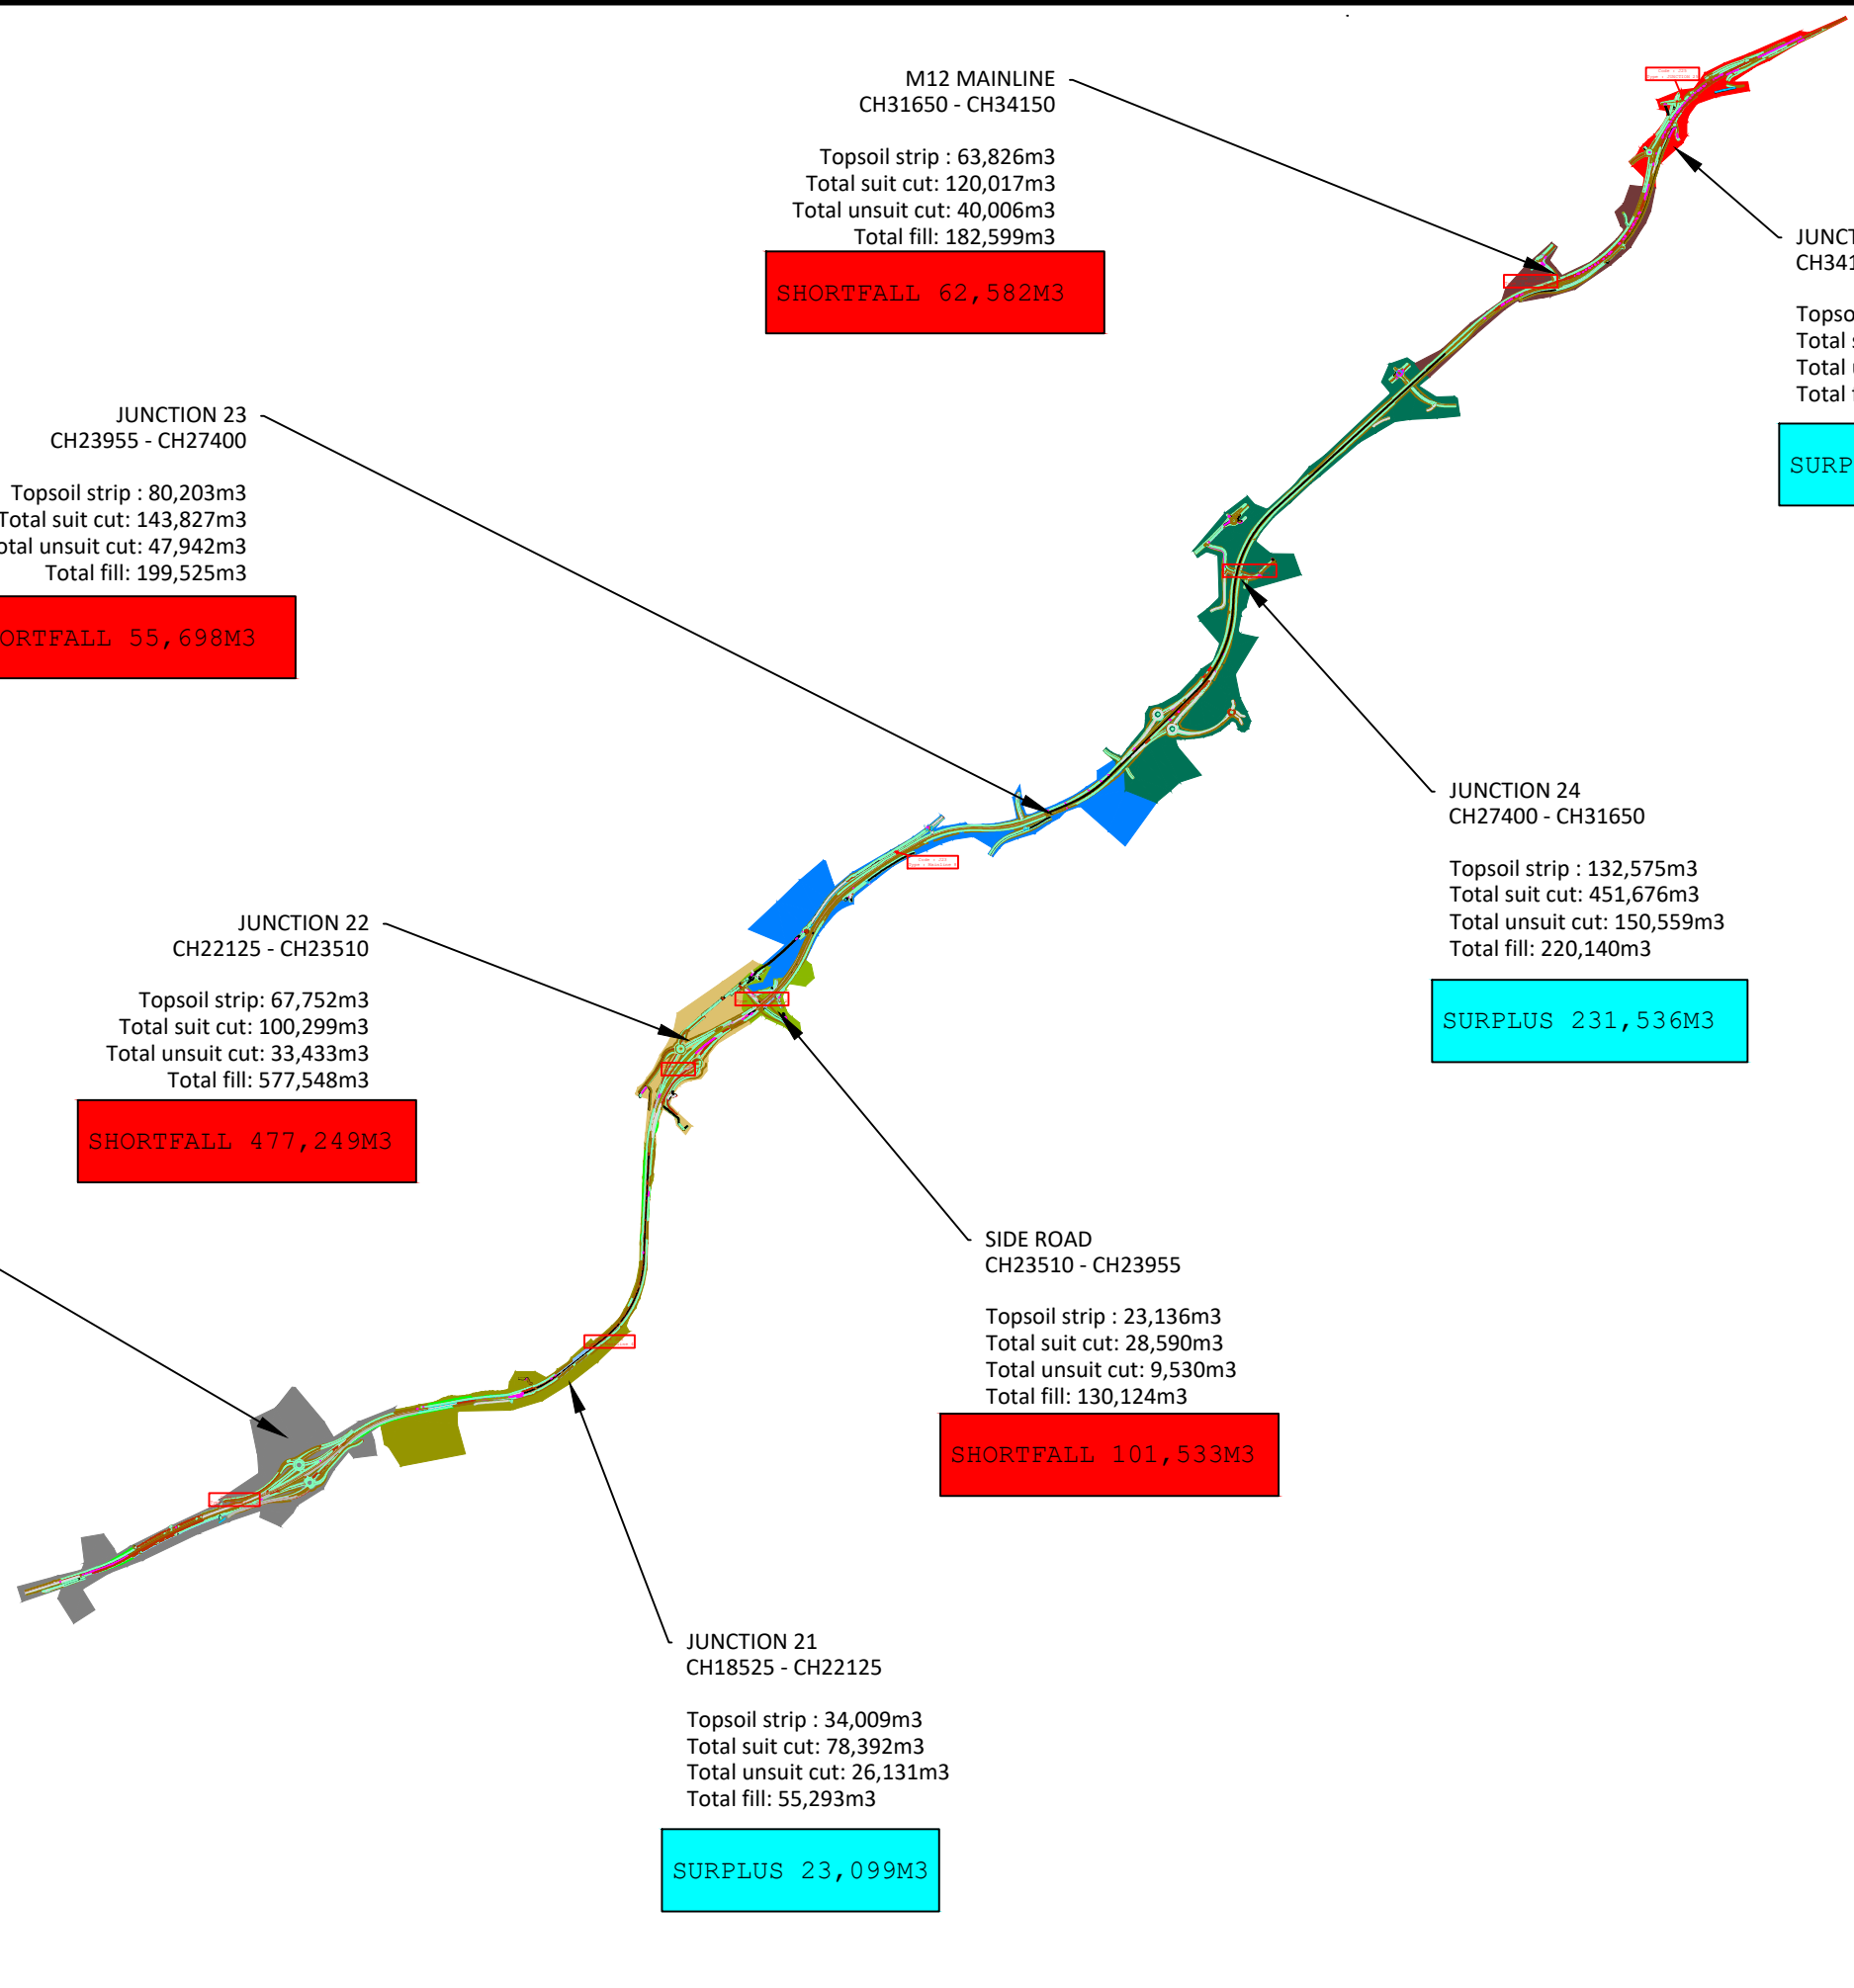 M12 MAINLINE
CH31650 - CH34150
Topsoil strip : 63,826m3
Total suit cut: 120,017m3
Total unsuit cut: 40,006m3
Total fill: 182,599m3
SHORTFALL 62,582M3
JUNCT
CH341
Topso
Total s
Total u
Total f
SURP
JUNCTION 23
CH23955 - CH27400
Topsoil strip : 80,203m3
Total suit cut: 143,827m3
otal unsuit cut: 47,942m3
Total fill: 199,525m3
ORTFALL 55,698M3
JUNCTION 24
CH27400 - CH31650
Topsoil strip : 132,575m3
Total suit cut: 451,676m3
Total unsuit cut: 150,559m3
Total fill: 220,140m3
SURPLUS 231,536M3
JUNCTION 22
CH22125 - CH23510
Topsoil strip: 67,752m3
Total suit cut: 100,299m3
Total unsuit cut: 33,433m3
Total fill: 577,548m3
SHORTFALL 477,249M3
SIDE ROAD
CH23510 - CH23955
Topsoil strip : 23,136m3
Total suit cut: 28,590m3
Total unsuit cut: 9,530m3
Total fill: 130,124m3
SHORTFALL 101,533M3
JUNCTION 21
CH18525 - CH22125
Topsoil strip : 34,009m3
Total suit cut: 78,392m3
Total unsuit cut: 26,131m3
Total fill: 55,293m3
SURPLUS 23,099M3